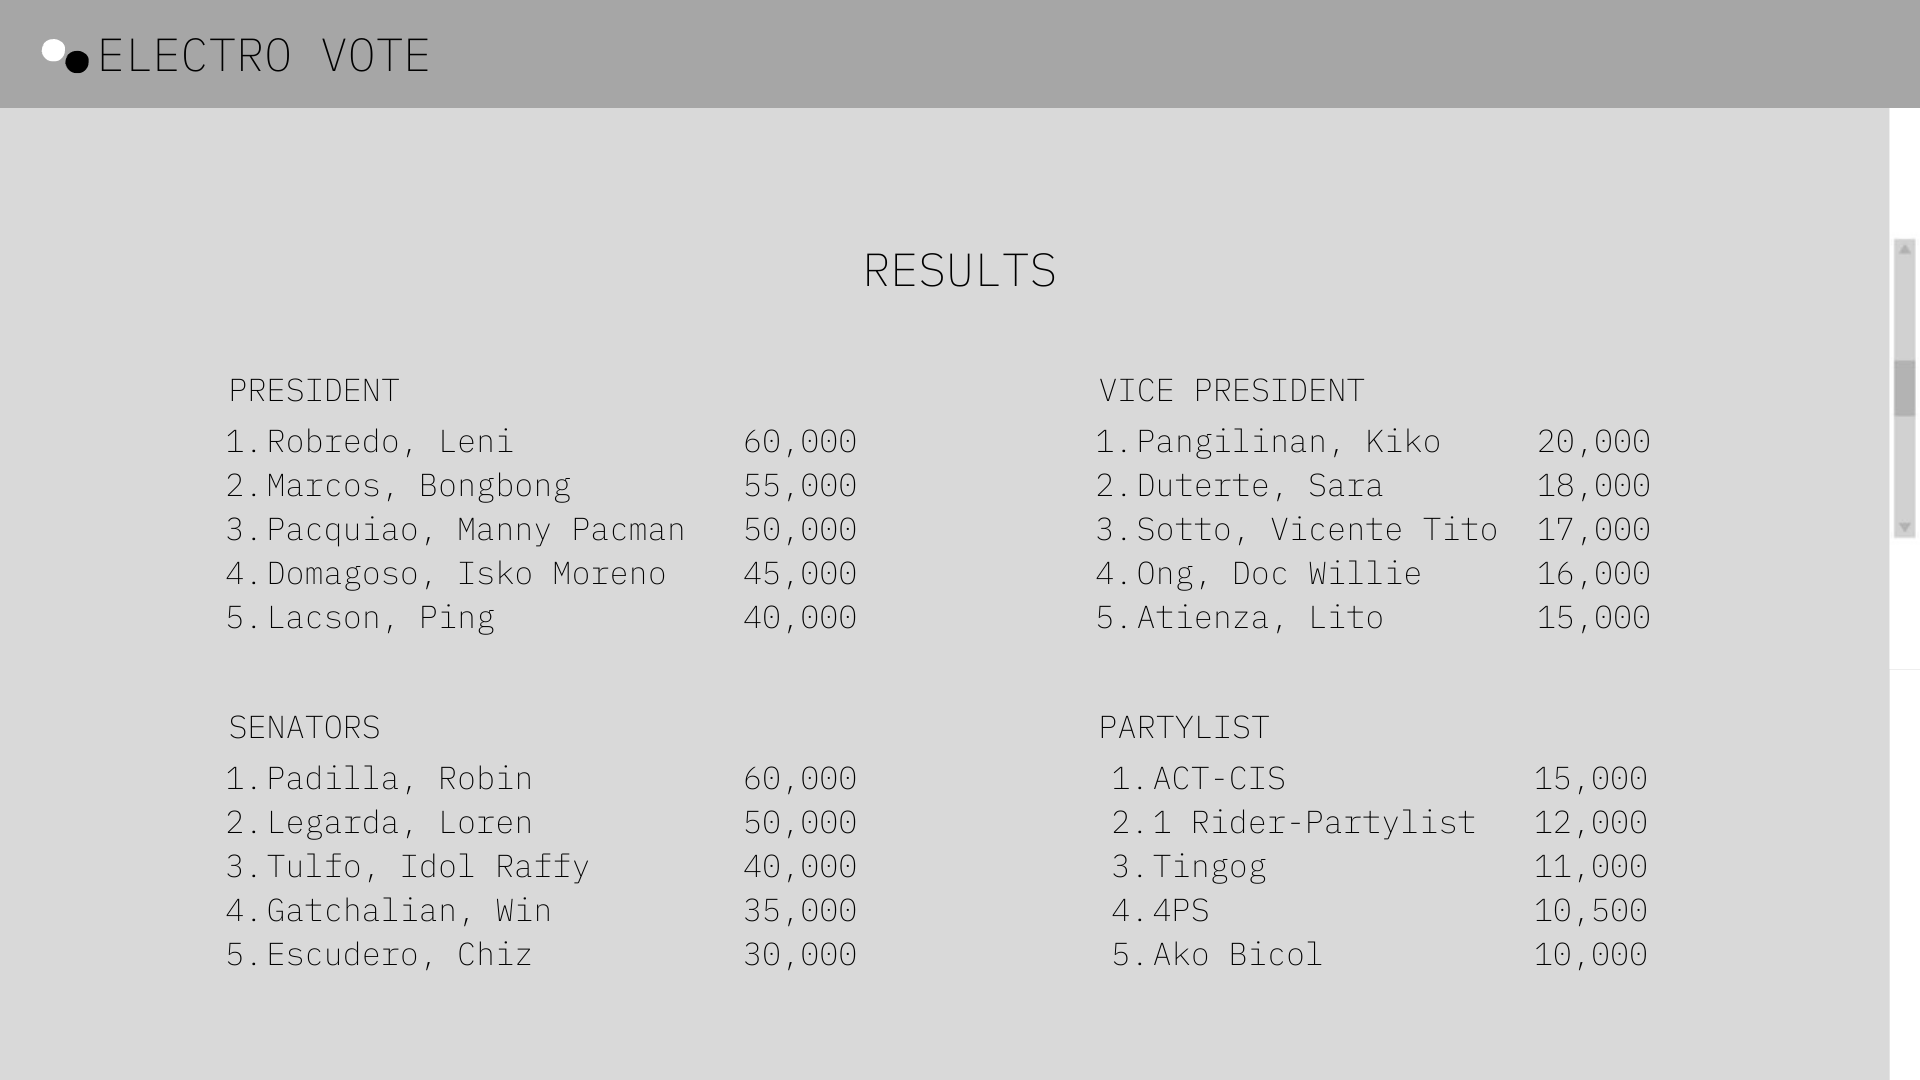 ELECTRO VOTE
RESULTS
PRESIDENT
1.Robredo, Leni 60,000
2.Marcos, Bongbong 55,000
3.Pacquiao, Manny Pacman 50,000
4.Domagoso, Isko Moreno 45,000
5.Lacson, Ping 40,000
VICE PRESIDENT
1.Pangilinan, Kiko 20,000
2.Duterte, Sara 18,000
3.Sotto, Vicente Tito 17,000
4.Ong, Doc Willie 16,000
5.Atienza, Lito 15,000
SENATORS
1.Padilla, Robin 60,000
2.Legarda, Loren 50,000
3.Tulfo, Idol Raffy 40,000
4.Gatchalian, Win 35,000
5.Escudero, Chiz 30,000
PARTYLIST
1.ACT-CIS 15,000
2.1 Rider-Partylist 12,000
3.Tingog 11,000
4.4PS 10,500
5.Ako Bicol 10,000